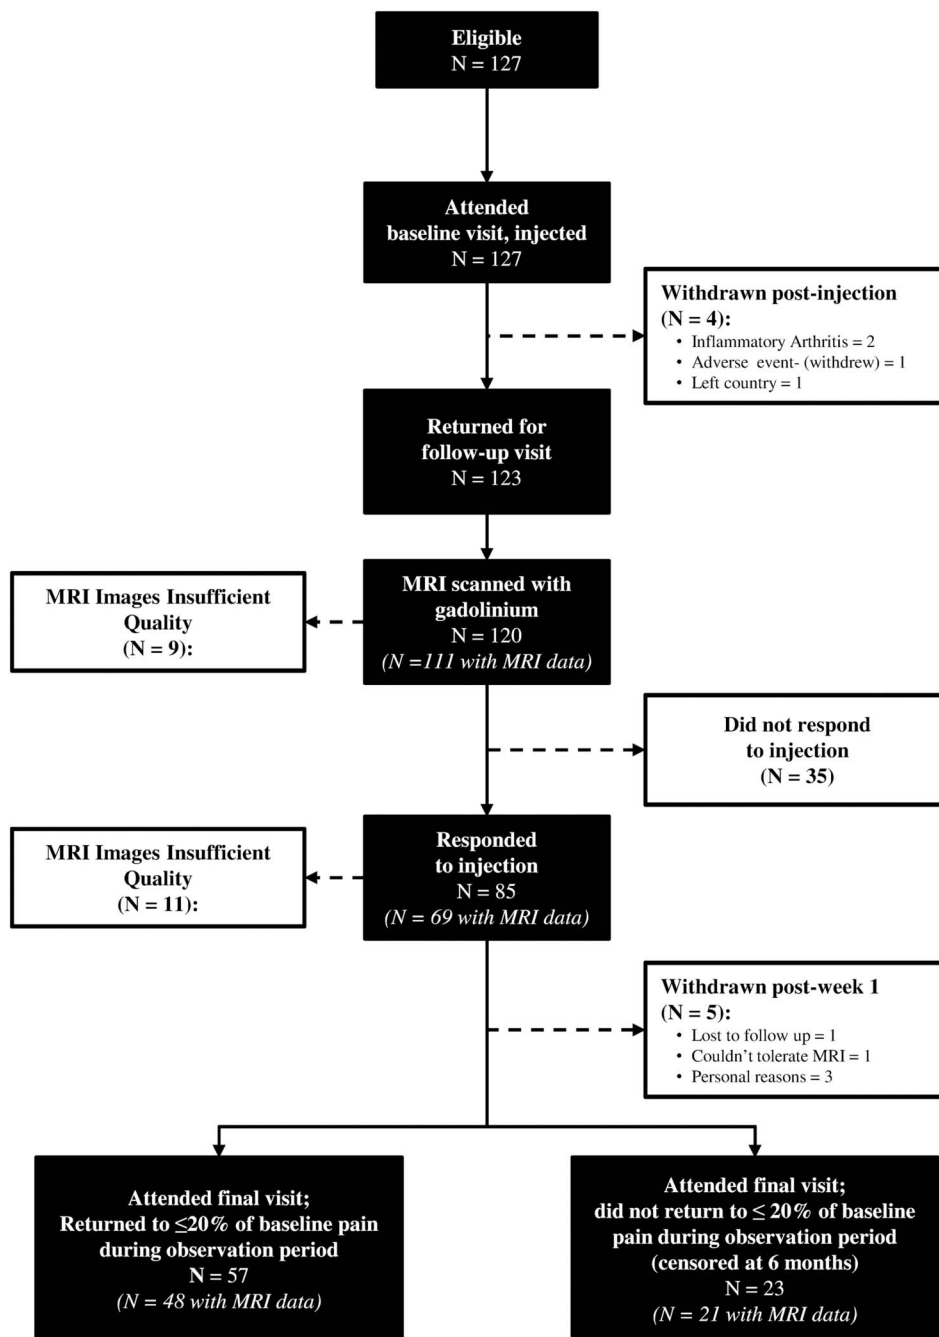 Eligible
N = 127
Attended
baseline visit, injected
N = 127
Withdrawn post-injection
(N = 4):
• Inflammatory Arthritis = 2
• Adverse event- (withdrew) = 1
• Left country = 1
Returned for
follow-up visit
N = 123
MRI Images Insufficient
Quality
(N = 9):
MRI scanned with
gadolinium
N = 120
(N =111 with MRI data)
Did not respond
to injection
(N = 35)
MRI Images Insufficient
Quality
(N = 11):
Responded
to injection
N = 85
(N = 69 with MRI data)
Withdrawn post-week 1
(N = 5):
• Lost to follow up = 1
• Couldn't tolerate MRI = 1
• Personal reasons = 3
Attended final visit;
Returned to ≤20% of baseline pain
during observation period
N = 57
(N = 48 with MRI data)
Attended final visit;
did not return to ≤ 20% of baseline
pain during observation period
(censored at 6 months)
N = 23
(N = 21 with MRI data)